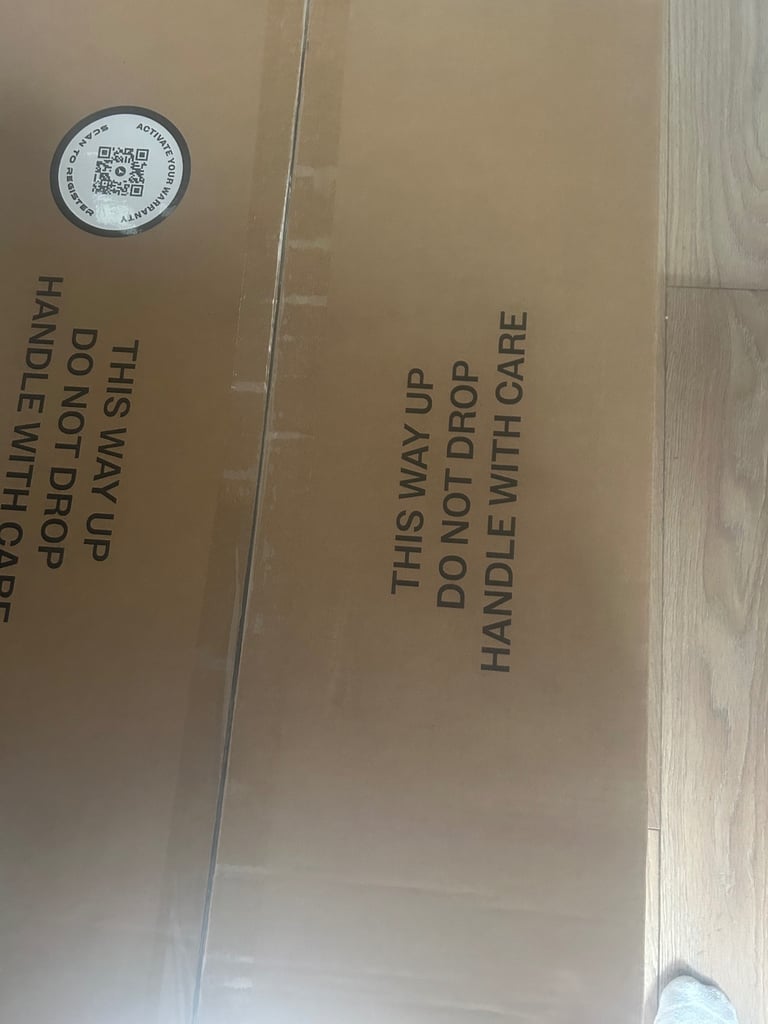 ACTIVATE YOUR WARRANTY
SCAN TO REGISTER
THIS WAY UP
DO NOT DROP
HANDLE WITH CARE
THIS WAY UP
DO NOT DROP
HANDLE WITH CARE